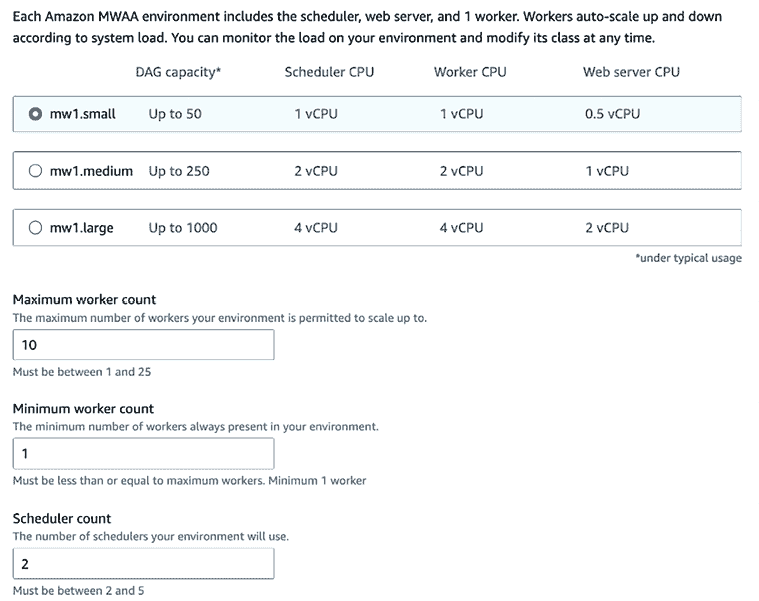 Each Amazon MWAA environment includes the scheduler, web server, and 1 worker. Workers auto-scale up and down
according to system load. You can monitor the load on your environment and modify its class at any time.
DAG capacity* Scheduler CPU Worker CPU Web server CPU
mw1.small Up to 50 1 vCPU 1 vCPU 0.5 vCPU
mw1.medium Up to 250 2 vCPU 2 vCPU 1 vCPU
mw1.large Up to 1000 4 vCPU 4 vCPU 2 vCPU
*under typical usage
Maximum worker count
The maximum number of workers your environment is permitted to scale up to.
10
Must be between 1 and 25
Minimum worker count
The minimum number of workers always present in your environment.
1
Must be less than or equal to maximum workers. Minimum 1 worker
Scheduler count
The number of schedulers your environment will use.
2
Must be between 2 and 5